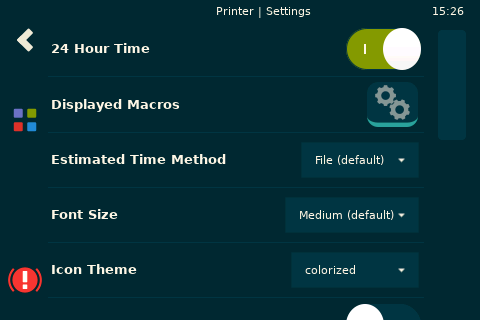 Printer | Settings
15:26
24 Hour Time
Displayed Macros
Estimated Time Method
File (default)
Font Size
Medium (default)
Icon Theme
colorized